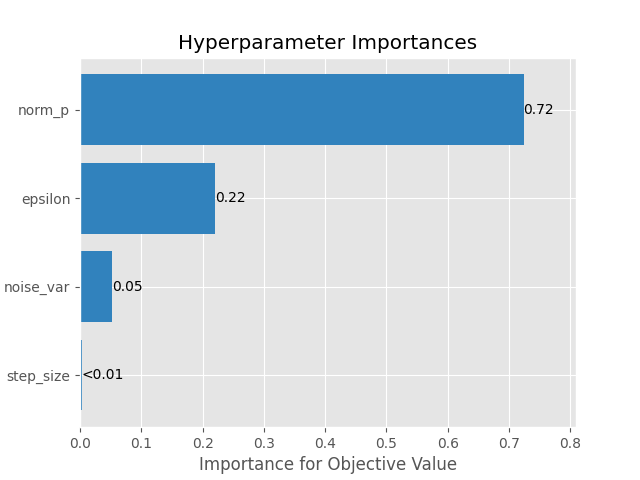 Hyperparameter Importances
norm_p
0.72
epsilon
0.22
noise_var
0.05
step_size
<0.01
0.0 0.1 0.2 0.3 0.4 0.5 0.6 0.7 0.8
Importance for Objective Value